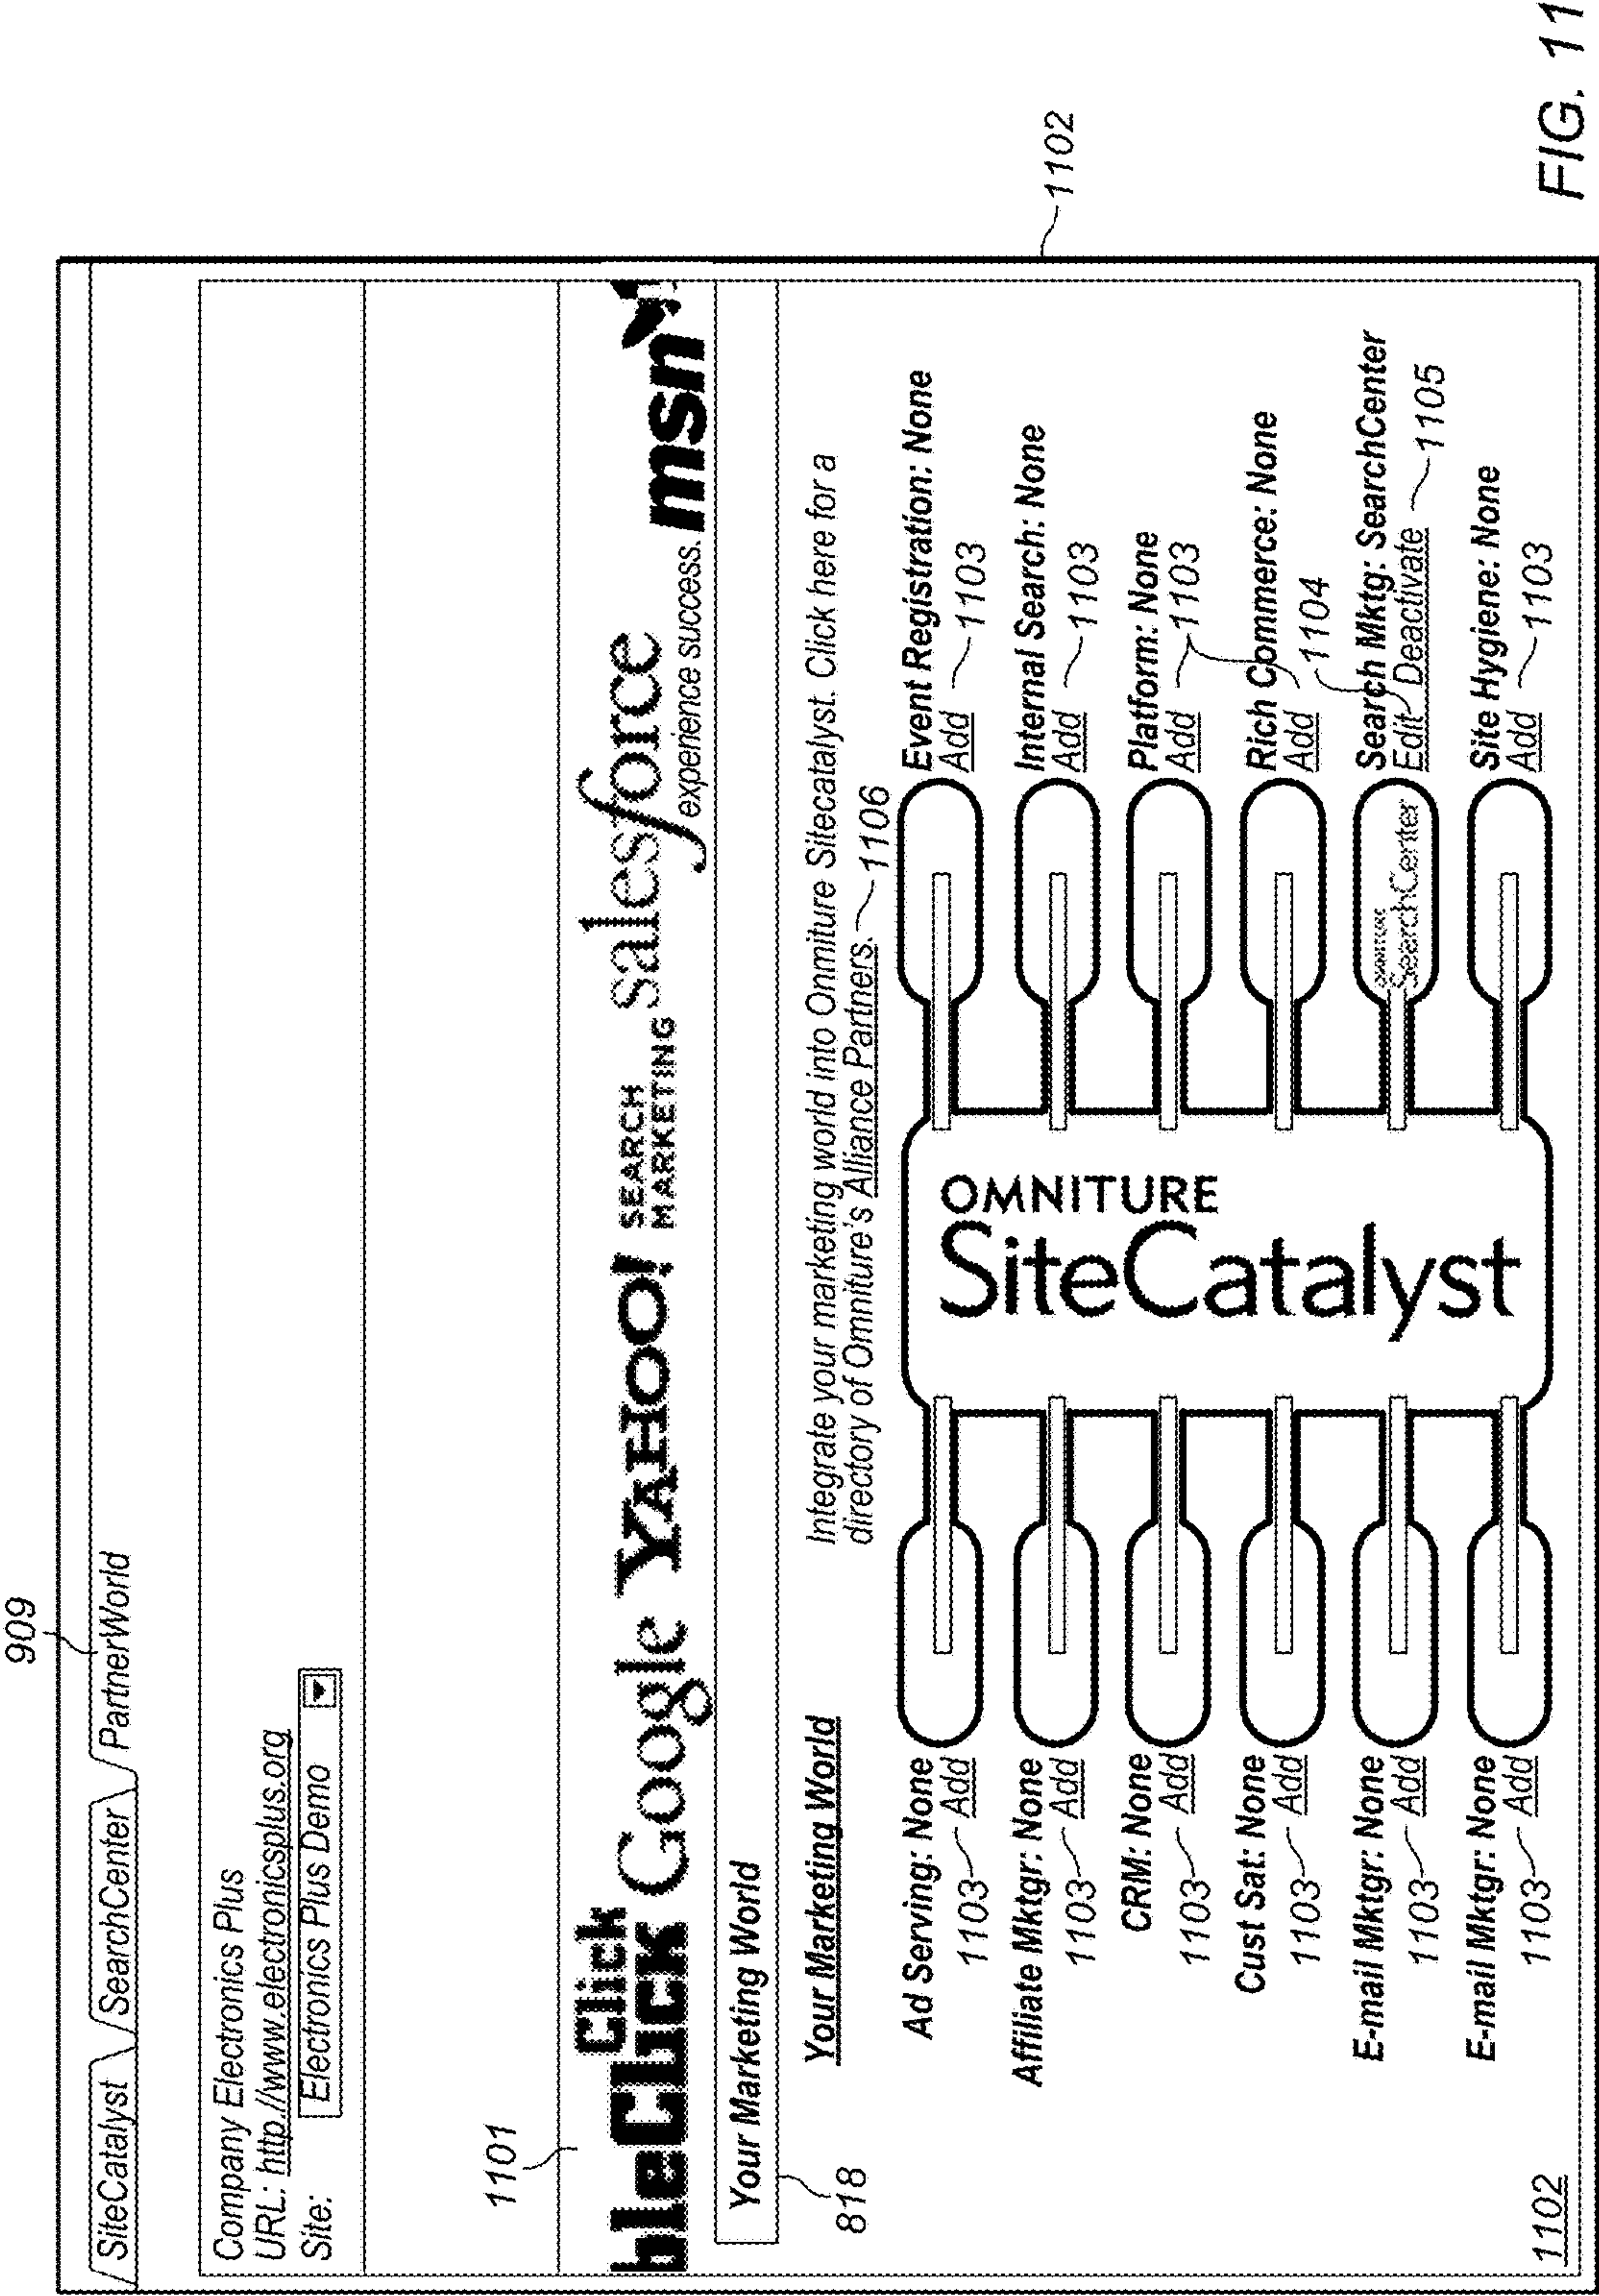 909
SiteCatalyst
SearchCenter
PartnerWorld
Company Electronics Plus
URL: http://www.electronicsplus.org
Site: Electronics Plus Demo
1101
bleClick
Click
Google
YAHOO! SEARCH
MARKETING
salesforce
experience success.
msn
Your Marketing World
818
1102
Your Marketing World
Integrate your marketing world into Onmiture Sitecatalyst. Click here for a
directory of Omniture's Alliance Partners. 1106
Ad Serving: None
1103 Add
Affiliate Mktgr: None
1103 Add
CRM: None
1103 Add
Cust Sat: None
1103 Add
E-mail Mktgr: None
1103 Add
E-mail Mktgr: None
1103 Add
OMNITURE
SiteCatalyst
Event Registration: None
Add 1103
Internal Search: None
Add 1103
Platform: None
Add 1103
Rich Commerce: None
Add 1104
Search Mktg: SearchCenter
Edit Deactivate 1105
SearchCenter
Site Hygiene: None
Add 1103
1102
FIG. 11